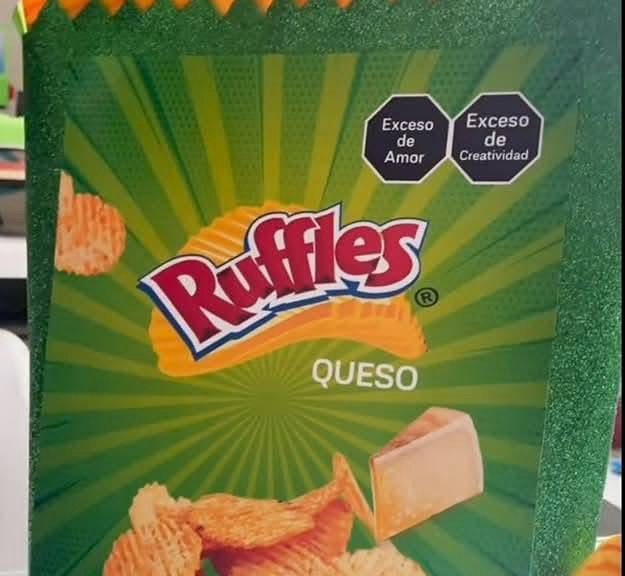 Exceso
de
Amor
Exceso
de
Creatividad
Ruffles
®
QUESO